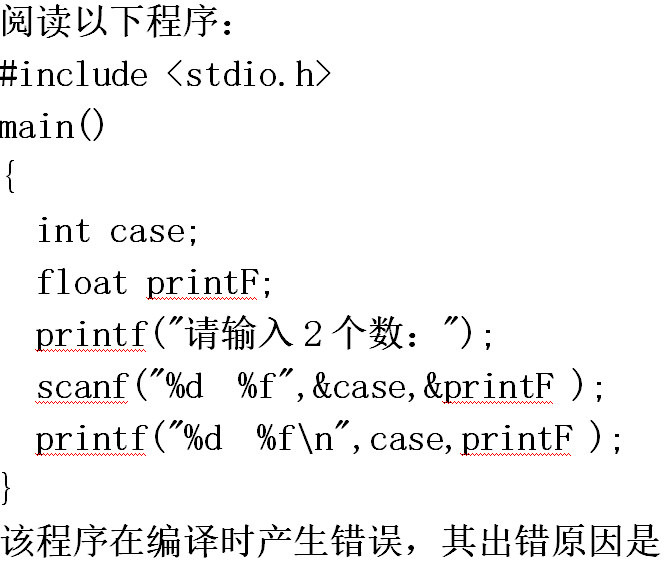 阅读以下程序：
#include <stdio.h>
main()
{
  int case;
  float printF;
  printf("请输入２个数：");
  scanf("%d  %f",&case,&printF );
  printf("%d  %f\n",case,printF );
}
该程序在编译时产生错误，其出错原因是